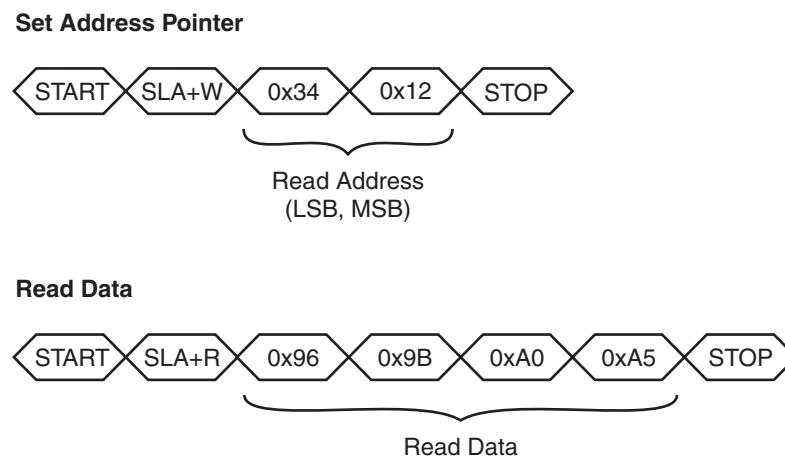 Set Address Pointer
START SLA+W 0x34 0x12 STOP
Read Address
(LSB, MSB)
Read Data
START SLA+R 0x96 0x9B 0xA0 0xA5 STOP
Read Data